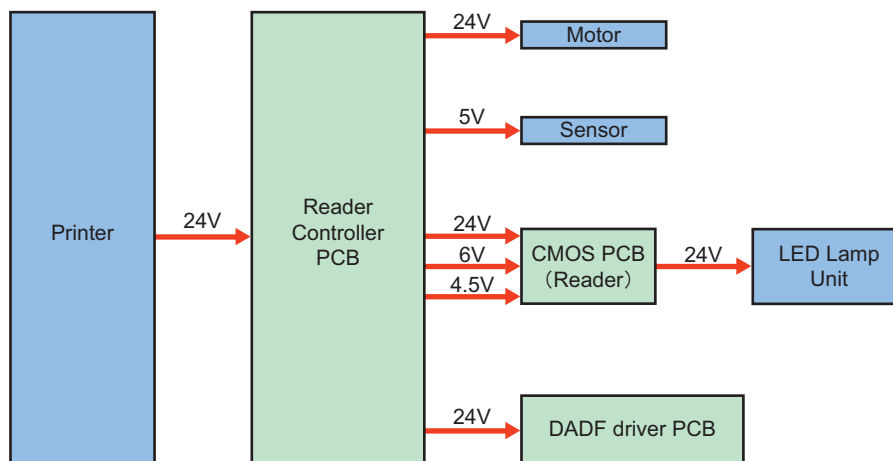 Printer
24V
Reader
Controller
PCB
24V
Motor
5V
Sensor
24V
6V
4.5V
CMOS PCB
（Reader）
24V
LED Lamp
Unit
24V
DADF driver PCB